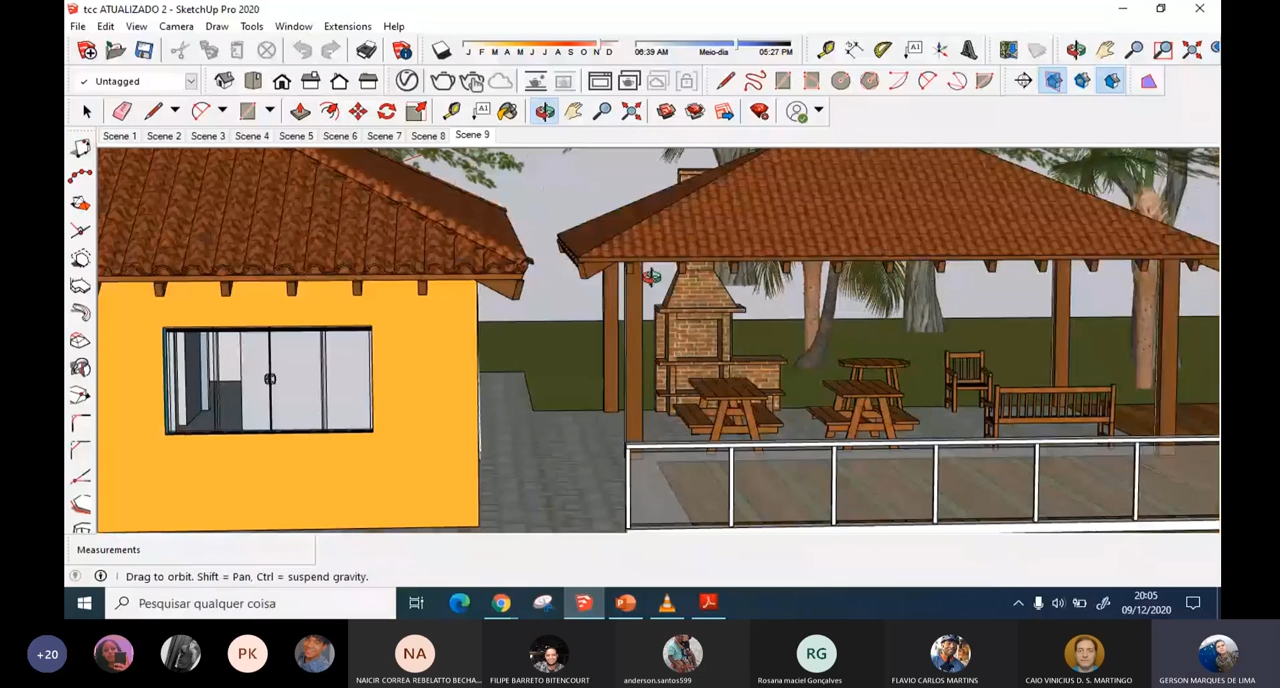 tcc ATUALIZADO 2 - SketchUp Pro 2020
File Edit View Camera Draw Tools Window Extensions Help
J F M A M J J A S O N D 06:39 AM Meio-dia 05:27 PM
A1
Untagged
A1
Scene 1 Scene 2 Scene 3 Scene 4 Scene 5 Scene 6 Scene 7 Scene 8 Scene 9
Measurements
Drag to orbit. Shift = Pan, Ctrl = suspend gravity.
Pesquisar qualquer coisa
20:05
09/12/2020
+20 PK NA RG
NAICIR CORREA REBELATTO BECHA... FILIPE BARRETO BITENCOURT anderson.santos599 Rosana maciel Gonçalves FLAVIO CARLOS MARTINS CAIO VINICIUS D. S. MARTINGO GERSON MARQUES DE LIMA